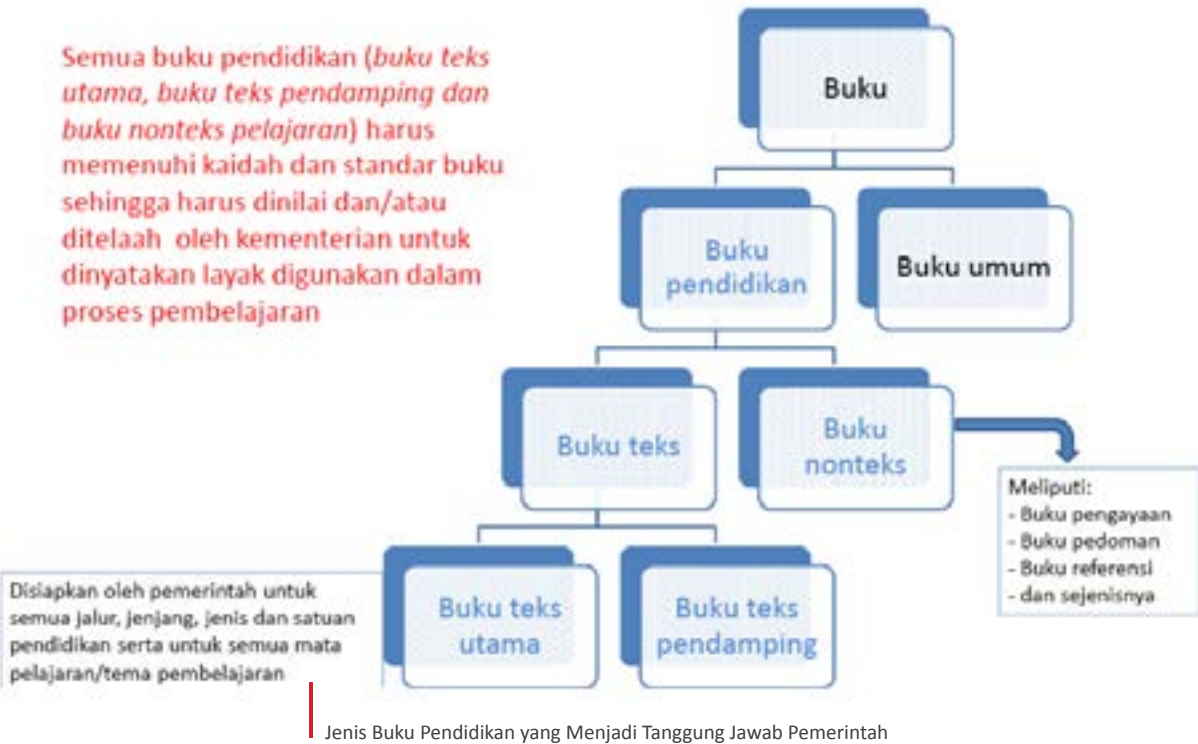 Semua buku pendidikan (buku teks
utama, buku teks pendamping dan
buku nonteks pelajaran) harus
memenuhi kaidah dan standar buku
sehingga harus dinilai dan/atau
ditelaah oleh kementerian untuk
dinyatakan layak digunakan dalam
proses pembelajaran
Buku
Buku
pendidikan
Buku umum
Buku teks
Buku
nonteks
Meliputi:
- Buku pengayaan
- Buku pedoman
- Buku referensi
- dan sejenisnya
Disiapkan oleh pemerintah untuk
semua jalur, jenjang, jenis dan satuan
pendidikan serta untuk semua mata
pelajaran/tema pembelajaran
Buku teks
utama
Buku teks
pendamping
Jenis Buku Pendidikan yang Menjadi Tanggung Jawab Pemerintah